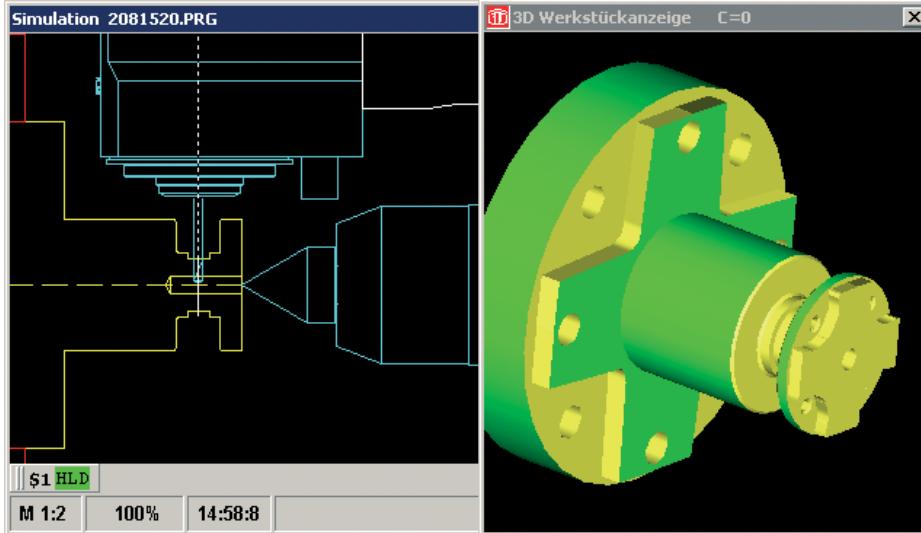 Simulation 2081520.PRG
3D Werkstückanzeige C=0
$1 HLD
M 1:2 100% 14:58:8